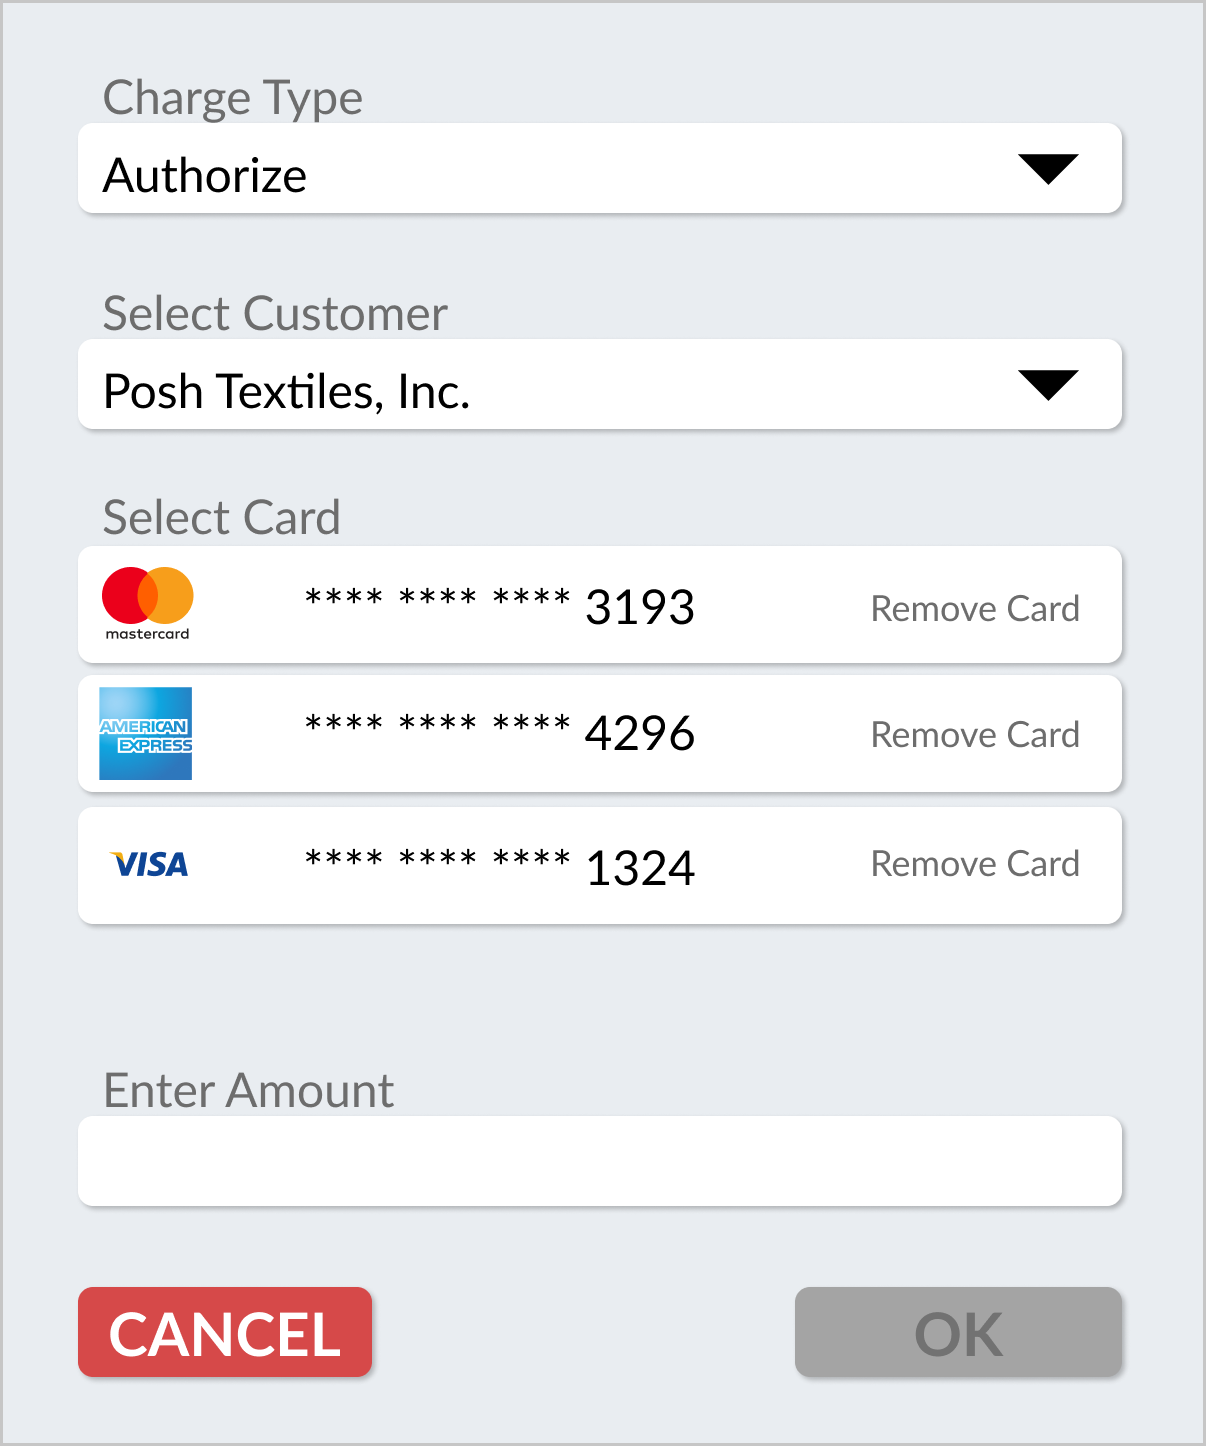 Charge Type
Authorize
Select Customer
Posh Textiles, Inc.
Select Card
mastercard **** **** **** 3193 Remove Card
AMERICAN EXPRESS **** **** **** 4296 Remove Card
VISA **** **** **** 1324 Remove Card
Enter Amount
CANCEL OK